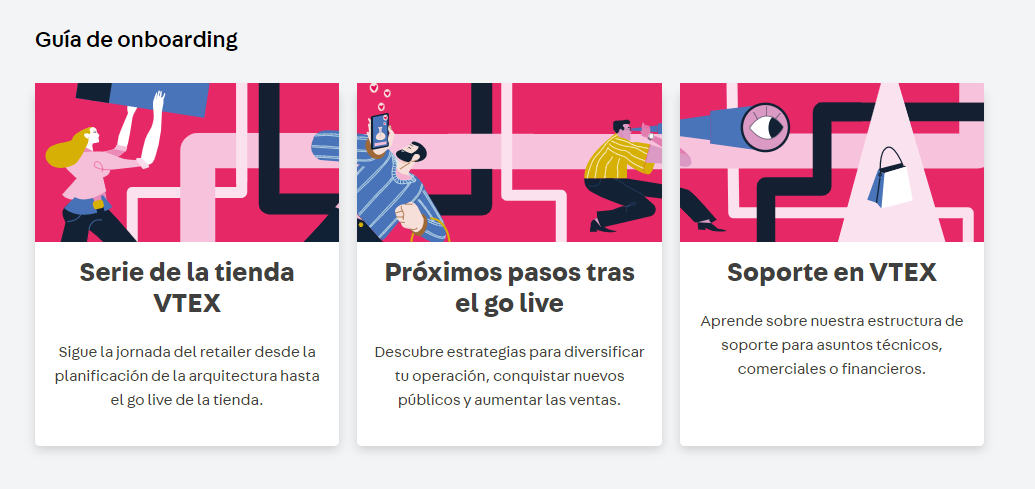 Guía de onboarding
Serie de la tienda
VTEX
Sigue la jornada del retailer desde la
planificación de la arquitectura hasta
el go live de la tienda.
Próximos pasos tras
el go live
Descubre estrategias para diversificar
tu operación, conquistar nuevos
públicos y aumentar las ventas.
Soporte en VTEX
Aprende sobre nuestra estructura de
soporte para asuntos técnicos,
comerciales o financieros.